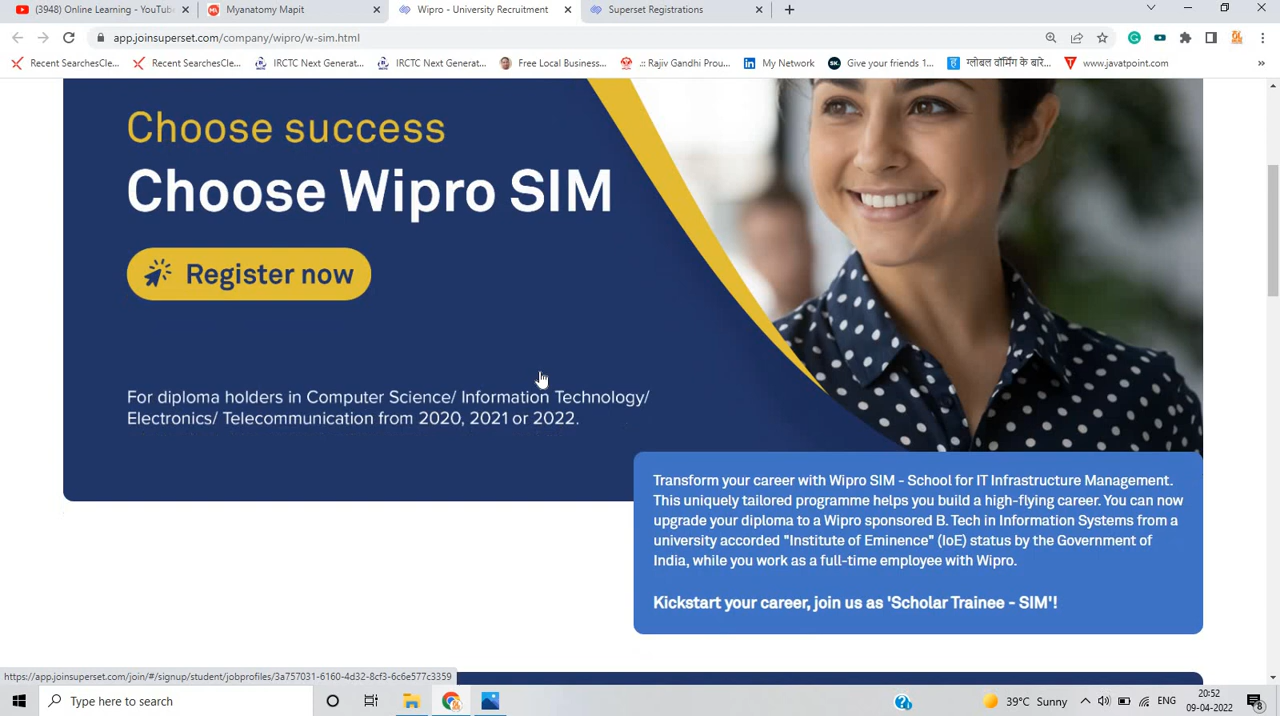 (3948) Online Learning - YouTube
Myanatomy Mapit
Wipro - University Recruitment
Superset Registrations
app.joinsuperset.com/company/wipro/w-sim.html
Recent SearchesCle...
Recent SearchesCle...
IRCTC Next Generat...
IRCTC Next Generat...
Free Local Business...
.:: Rajiv Gandhi Prou...
My Network
Give your friends 1...
ग्लोबल वॉर्मिंग के बारे...
www.javatpoint.com
»
Choose success
Choose Wipro SIM
Register now
For diploma holders in Computer Science/ Information Technology/
Electronics/ Telecommunication from 2020, 2021 or 2022.
Transform your career with Wipro SIM - School for IT Infrastructure Management.
This uniquely tailored programme helps you build a high-flying career. You can now
upgrade your diploma to a Wipro sponsored B. Tech in Information Systems from a
university accorded "Institute of Eminence" (IoE) status by the Government of
India, while you work as a full-time employee with Wipro.
Kickstart your career, join us as 'Scholar Trainee - SIM'!
https://app.joinsuperset.com/join/#/signup/student/jobprofiles/3a757031-6160-4d32-8cf3-6c6e577c3359
Type here to search
39°C Sunny
ENG
20:52
09-04-2022
8